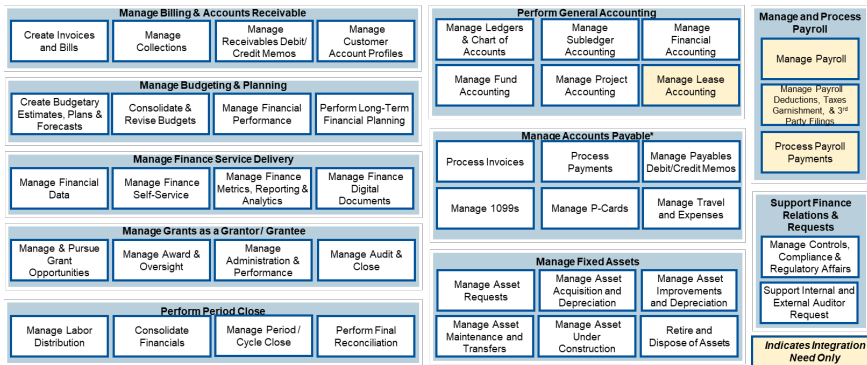 Manage Billing & Accounts Receivable
Create Invoices
and Bills
Manage
Collections
Manage
Receivables Debit/
Credit Memos
Manage
Customer
Account Profiles
Manage Budgeting & Planning
Create Budgetary
Estimates, Plans &
Forecasts
Consolidate &
Revise Budgets
Manage Financial
Performance
Perform Long-Term
Financial Planning
Manage Finance Service Delivery
Manage Financial
Data
Manage Finance
Self-Service
Manage Finance
Metrics, Reporting &
Analytics
Manage Finance
Digital
Documents
Manage Grants as a Grantor / Grantee
Manage & Pursue
Grant
Opportunities
Manage Award &
Oversight
Manage
Administration &
Performance
Manage Audit &
Close
Perform Period Close
Manage Labor
Distribution
Consolidate
Financials
Manage Period /
Cycle Close
Perform Final
Reconciliation
Perform General Accounting
Manage Ledgers
& Chart of
Accounts
Manage
Subledger
Accounting
Manage
Financial
Accounting
Manage Fund
Accounting
Manage Project
Accounting
Manage Lease
Accounting
Manage Accounts Payable*
Process Invoices
Process
Payments
Manage Payables
Debit/Credit Memos
Manage 1099s
Manage P-Cards
Manage Travel
and Expenses
Manage Fixed Assets
Manage Asset
Requests
Manage Asset
Acquisition and
Depreciation
Manage Asset
Improvements
and Depreciation
Manage Asset
Maintenance and
Transfers
Manage Asset
Under
Construction
Retire and
Dispose of Assets
Manage and Process
Payroll
Manage Payroll
Manage Payroll
Deductions, Taxes
Garnishment, & 3rd
Party Filings
Process Payroll
Payments
Support Finance
Relations &
Requests
Manage Controls,
Compliance &
Regulatory Affairs
Support Internal and
External Auditor
Request
Indicates Integration
Need Only